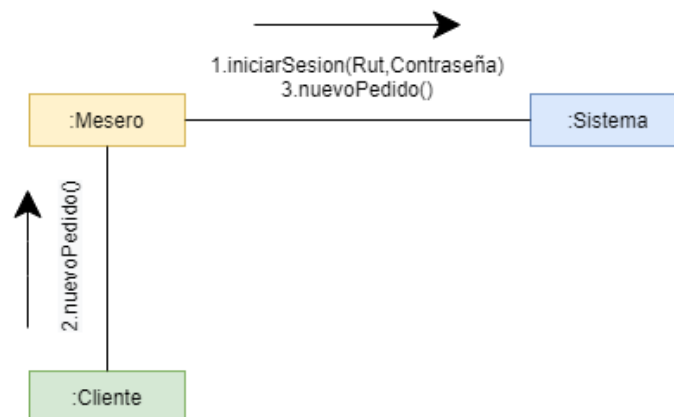 1.iniciarSesion(Rut,Contraseña)
3.nuevoPedido()
:Mesero
:Sistema
2.nuevoPedido()
:Cliente